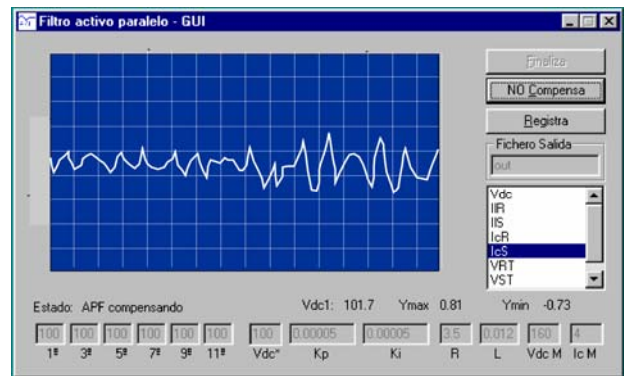 Filtro activo paralelo - GUI
Finaliza
NO Compensa
Registra
Fichero Salida
out
Vdc
IlR
IlS
IcR
IcS
VRT
VST
Estado: APF compensando Vdc1: 101.7 Ymax 0.81 Ymin -0.73
100 100 100 100 100 100 100 0.00005 0.00005 3.5 0.012 160 4
1ª 3ª 5ª 7ª 9ª 11ª Vdc* Kp Ki R L Vdc M Ic M